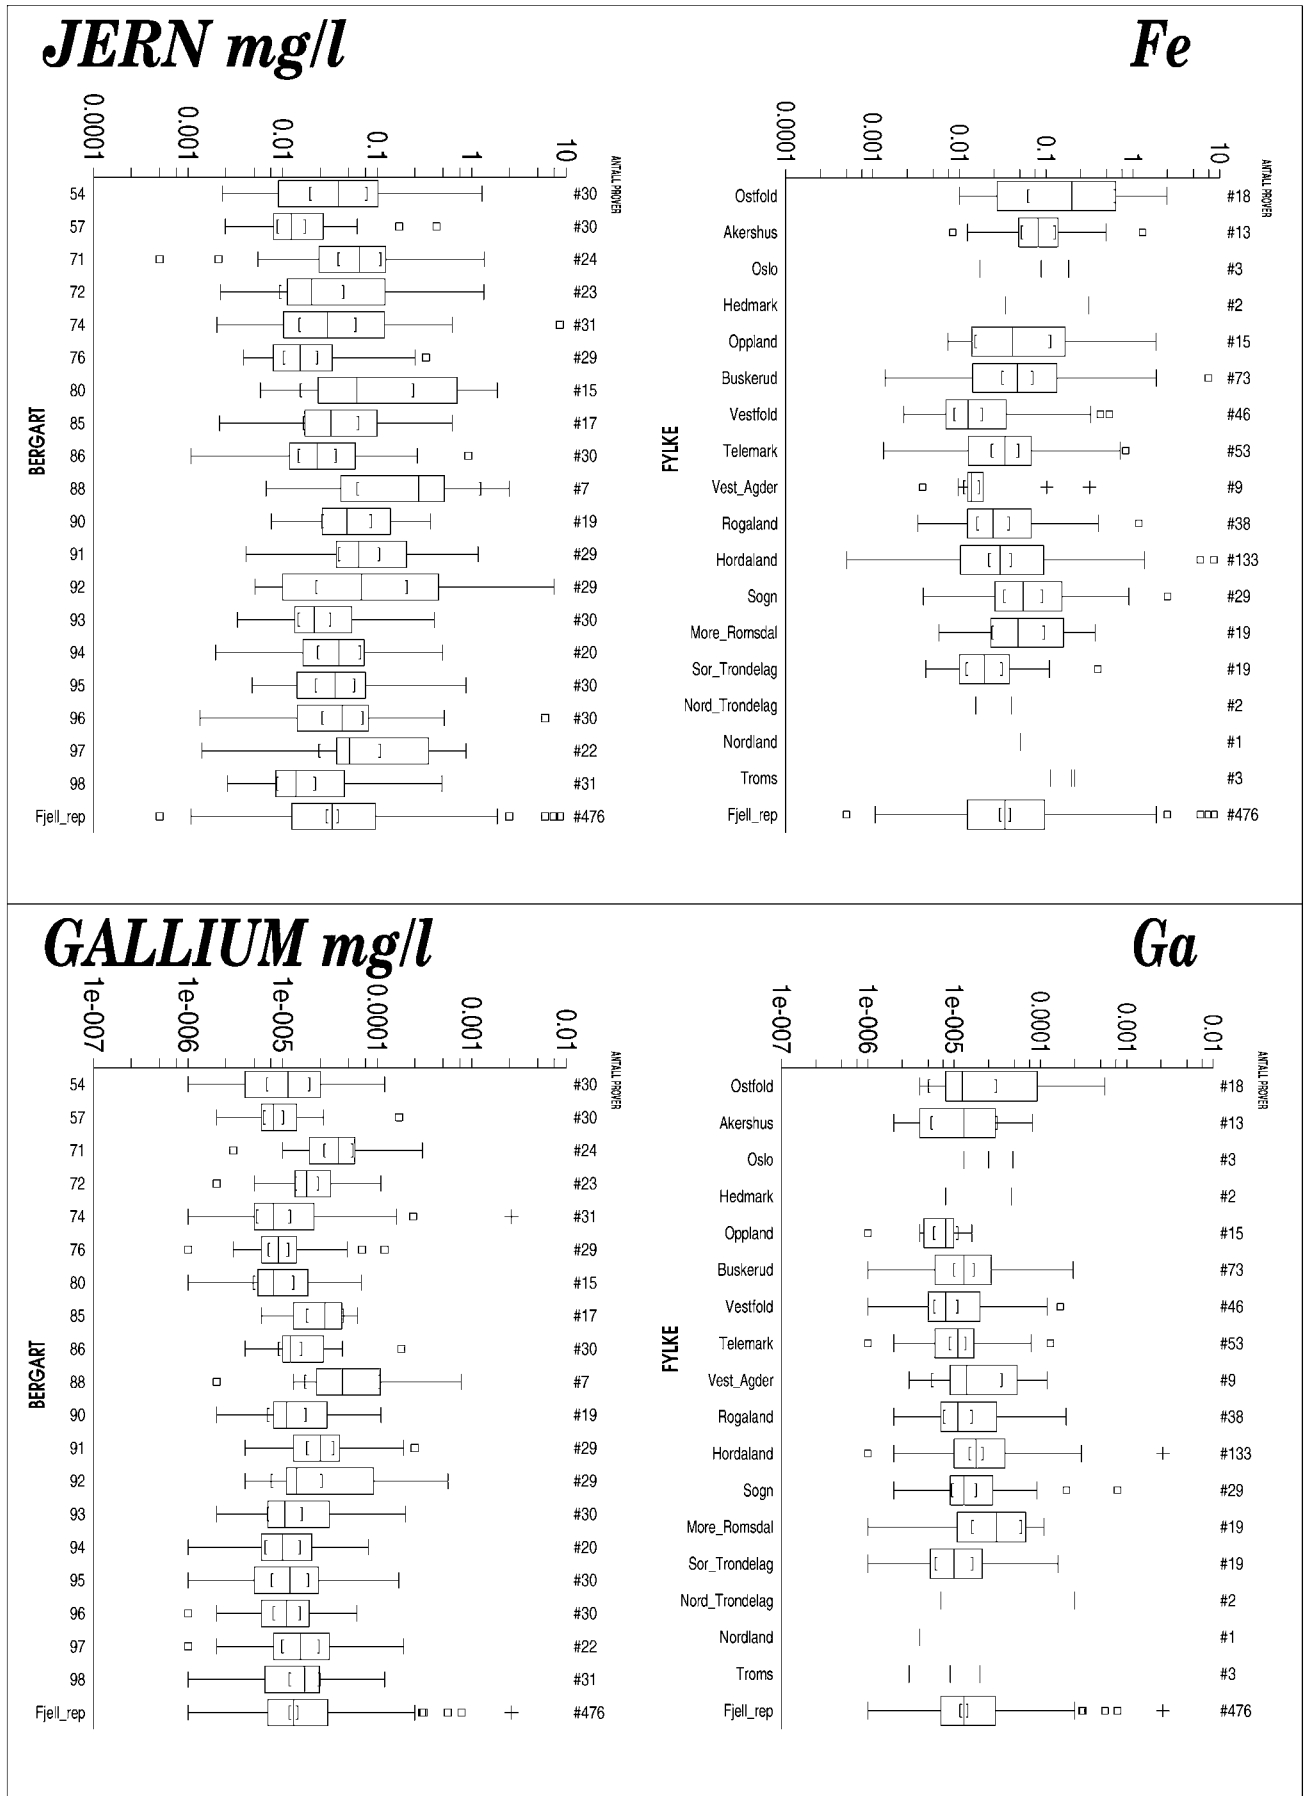 JERN mg/l
Fe
0.0001 0.001 0.01 0.1 1 10
ANTALL PROVER
BERGART
54 #30
57 #30
71 #24
72 #23
74 #31
76 #29
80 #15
85 #17
86 #30
88 #7
90 #19
91 #29
92 #29
93 #30
94 #20
95 #30
96 #30
97 #22
98 #31
Fjell_rep #476
0.0001 0.001 0.01 0.1 1 10
ANTALL PROVER
FYLKE
Ostfold #18
Akershus #13
Oslo #3
Hedmark #2
Oppland #15
Buskerud #73
Vestfold #46
Telemark #53
Vest_Agder #9
Rogaland #38
Hordaland #133
Sogn #29
More_Romsdal #19
Sor_Trondelag #19
Nord_Trondelag #2
Nordland #1
Troms #3
Fjell_rep #476
GALLIUM mg/l
Ga
1e-007 1e-006 1e-005 0.0001 0.001 0.01
ANTALL PROVER
BERGART
54 #30
57 #30
71 #24
72 #23
74 #31
76 #29
80 #15
85 #17
86 #30
88 #7
90 #19
91 #29
92 #29
93 #30
94 #20
95 #30
96 #30
97 #22
98 #31
Fjell_rep #476
1e-007 1e-006 1e-005 0.0001 0.001 0.01
ANTALL PROVER
FYLKE
Ostfold #18
Akershus #13
Oslo #3
Hedmark #2
Oppland #15
Buskerud #73
Vestfold #46
Telemark #53
Vest_Agder #9
Rogaland #38
Hordaland #133
Sogn #29
More_Romsdal #19
Sor_Trondelag #19
Nord_Trondelag #2
Nordland #1
Troms #3
Fjell_rep #476